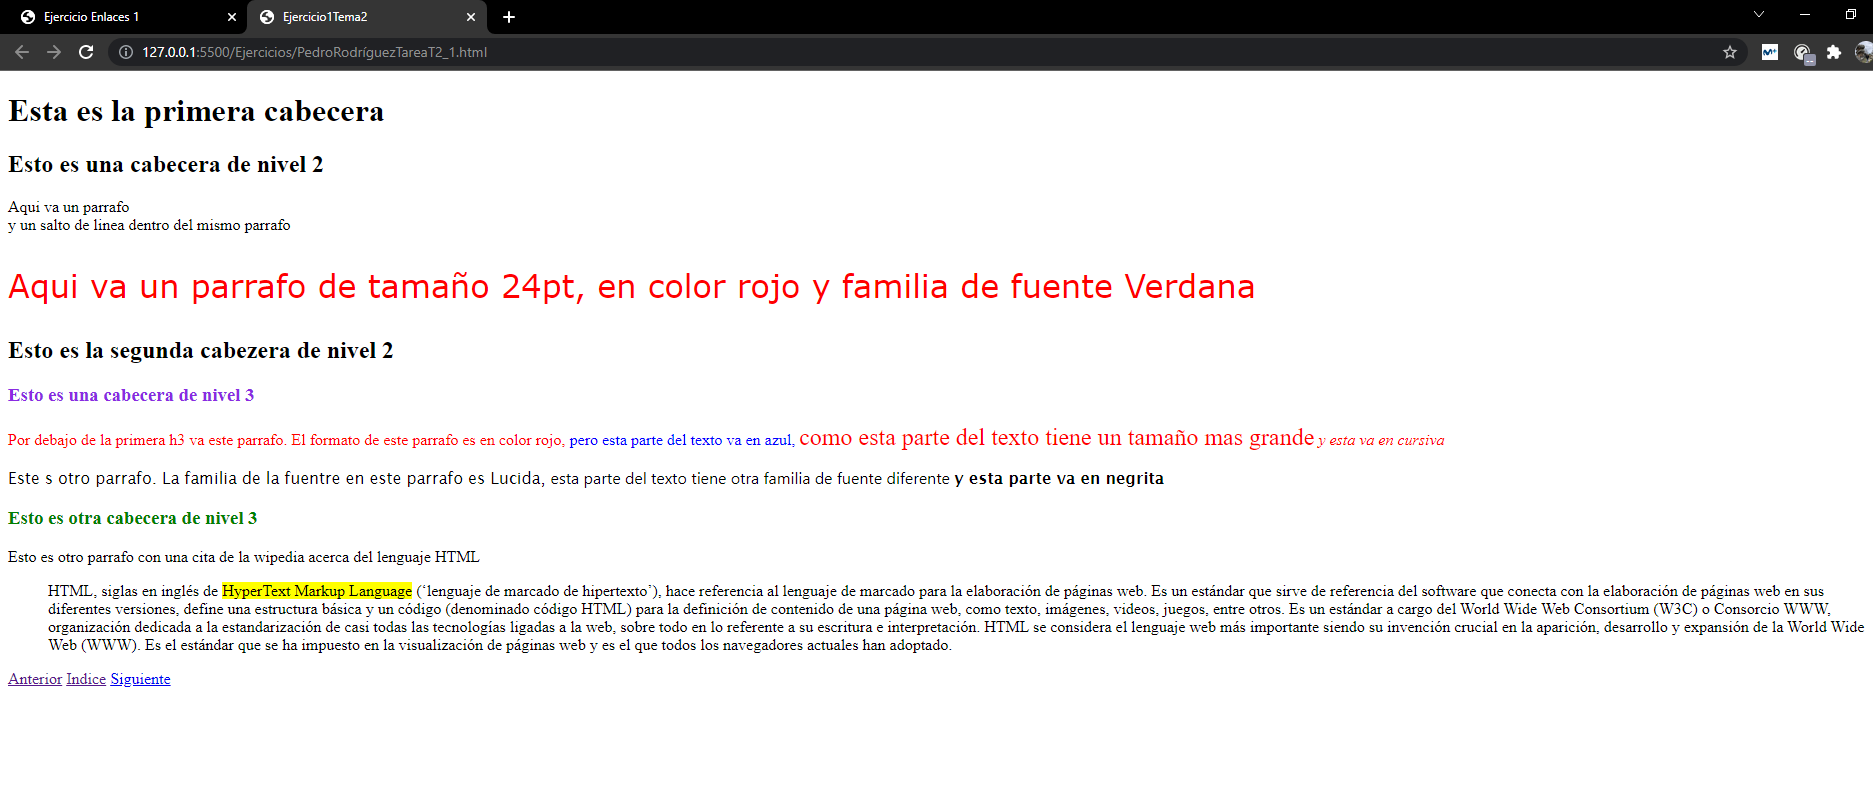 Ejercicio Enlaces 1
Ejercicio1Tema2
127.0.0.1:5500/Ejercicios/PedroRodríguezTareaT2_1.html
Esta es la primera cabecera
Esto es una cabecera de nivel 2
Aqui va un parrafo
y un salto de linea dentro del mismo parrafo
Aqui va un parrafo de tamaño 24pt, en color rojo y familia de fuente Verdana
Esto es la segunda cabezera de nivel 2
Esto es una cabecera de nivel 3
Por debajo de la primera h3 va este parrafo. El formato de este parrafo es en color rojo, pero esta parte del texto va en azul, como esta parte del texto tiene un tamaño mas grande y esta va en cursiva
Este s otro parrafo. La familia de la fuentre en este parrafo es Lucida, esta parte del texto tiene otra familia de fuente diferente y esta parte va en negrita
Esto es otra cabecera de nivel 3
Esto es otro parrafo con una cita de la wipedia acerca del lenguaje HTML
HTML, siglas en inglés de HyperText Markup Language (‘lenguaje de marcado de hipertexto’), hace referencia al lenguaje de marcado para la elaboración de páginas web. Es un estándar que sirve de referencia del software que conecta con la elaboración de páginas web en sus
diferentes versiones, define una estructura básica y un código (denominado código HTML) para la definición de contenido de una página web, como texto, imágenes, videos, juegos, entre otros. Es un estándar a cargo del World Wide Web Consortium (W3C) o Consorcio WWW,
organización dedicada a la estandarización de casi todas las tecnologías ligadas a la web, sobre todo en lo referente a su escritura e interpretación. HTML se considera el lenguaje web más importante siendo su invención crucial en la aparición, desarrollo y expansión de la World Wide
Web (WWW). Es el estándar que se ha impuesto en la visualización de páginas web y es el que todos los navegadores actuales han adoptado.
Anterior Indice Siguiente